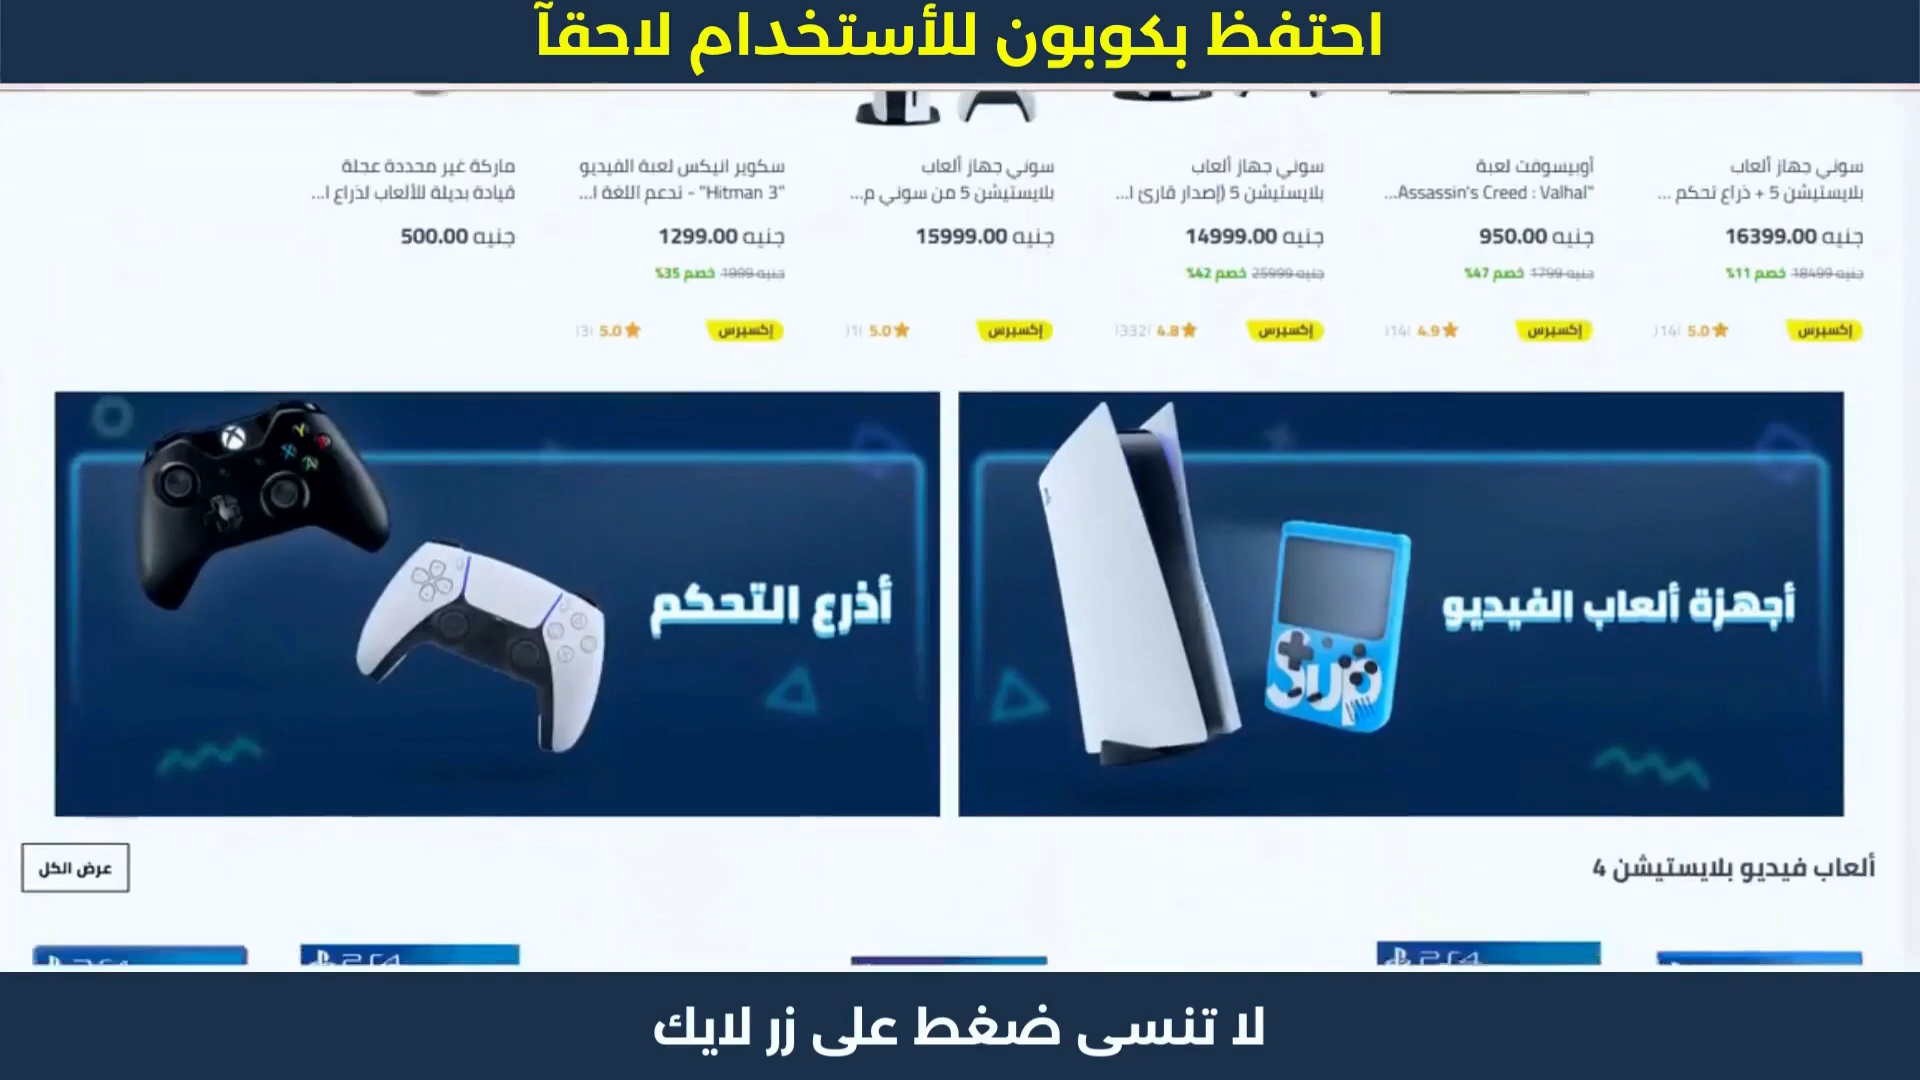 احتفظ بكوبون للأستخدام لاحقآ
سوني جهاز ألعاب
بلايستيشن 5 + ذراع تحكم ...
جنيه 16399.00
جنيه 18499 خصم 11%
إكسبرس 5.0 (14)
أوبيسوفت لعبة
"Assassin's Creed : Valhal...
جنيه 950.00
جنيه 1799 خصم 47%
إكسبرس 4.9 (14)
سوني جهاز ألعاب
بلايستيشن 5 (إصدار قارئ ا...
جنيه 14999.00
جنيه 25999 خصم 42%
إكسبرس 4.8 (332)
سوني جهاز ألعاب
بلايستيشن 5 من سوني م...
جنيه 15999.00
إكسبرس 5.0 (1)
سكوير انيكس لعبة الفيديو
"Hitman 3" - تدعم اللغة ا...
جنيه 1299.00
جنيه 1999 خصم 35%
إكسبرس 5.0 (3)
ماركة غير محددة عجلة
قيادة بديلة للألعاب لذراع ا...
جنيه 500.00
أجهزة ألعاب الفيديو
Sup
أذرع التحكم
ألعاب فيديو بلايستيشن 4
عرض الكل
لا تنسى ضغط على زر لايك